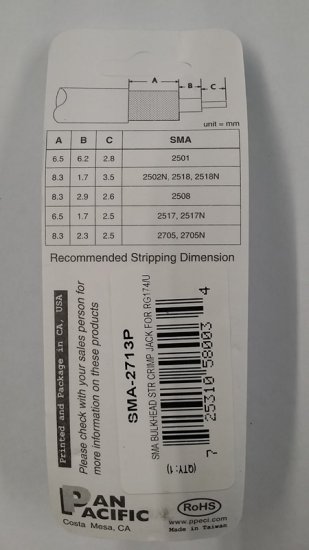 A
B
C
unit = mm
A B C SMA
6.5 6.2 2.8 2501
8.3 1.7 3.5 2502N, 2518, 2518N
8.3 2.9 2.6 2508
6.5 1.7 2.5 2517, 2517N
8.3 2.3 2.5 2705, 2705N
Recommended Stripping Dimension
Printed and Package in CA, USA
Please check with your sales person for
more information on these products
SMA-2713P
SMA BULKHEAD STR CRIMP JACK FOR RG174/U
7 25310 58003 4
(QTY: 1)
PAN
PACIFIC
Costa Mesa, CA
RoHS
www.ppeci.com
Made in Taiwan